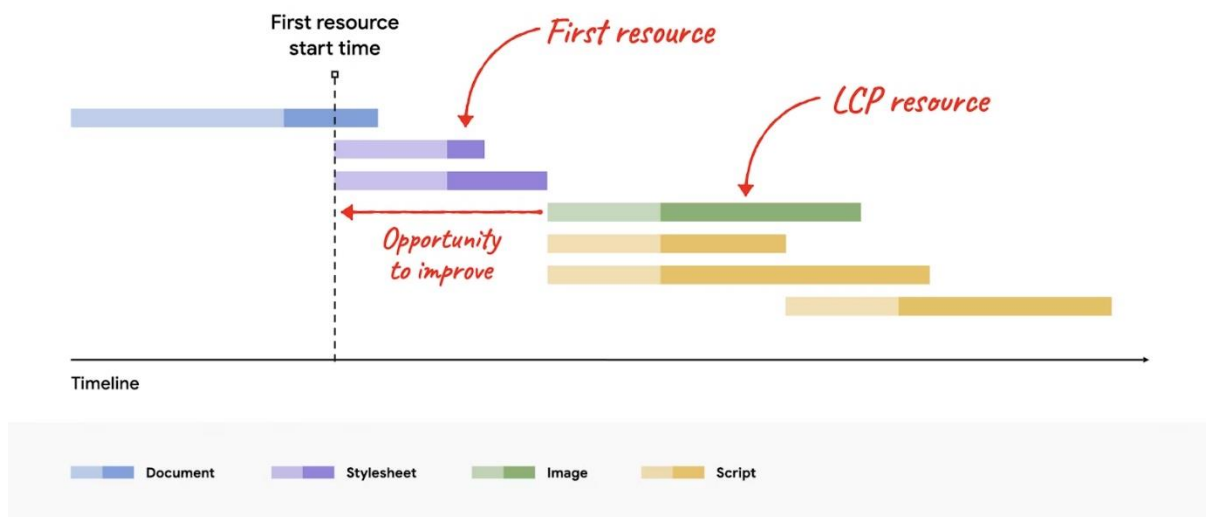 First resource
start time
First resource
LCP resource
Opportunity
to improve
Timeline
Document
Stylesheet
Image
Script